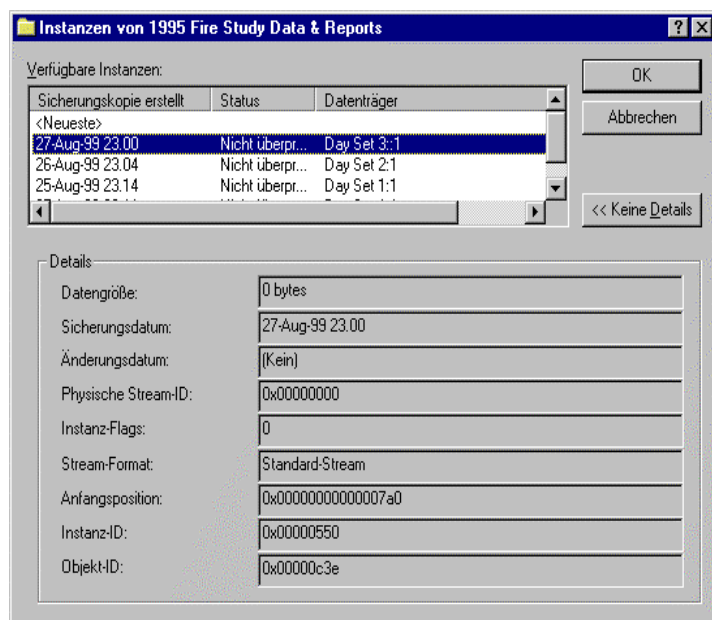 Instanzen von 1995 Fire Study Data & Reports
Verfügbare Instanzen:
OK
Abbrechen
<< Keine Details
Sicherungskopie erstellt Status Datenträger
<Neueste>
27-Aug-99 23.00 Nicht überpr... Day Set 3::1
26-Aug-99 23.04 Nicht überpr... Day Set 2:1
25-Aug-99 23.14 Nicht überpr... Day Set 1:1
Details
Datengröße: 0 bytes
Sicherungsdatum: 27-Aug-99 23.00
Änderungsdatum: (Kein)
Physische Stream-ID: 0x00000000
Instanz-Flags: 0
Stream-Format: Standard-Stream
Anfangsposition: 0x00000000000007a0
Instanz-ID: 0x00000550
Objekt-ID: 0x00000c3e